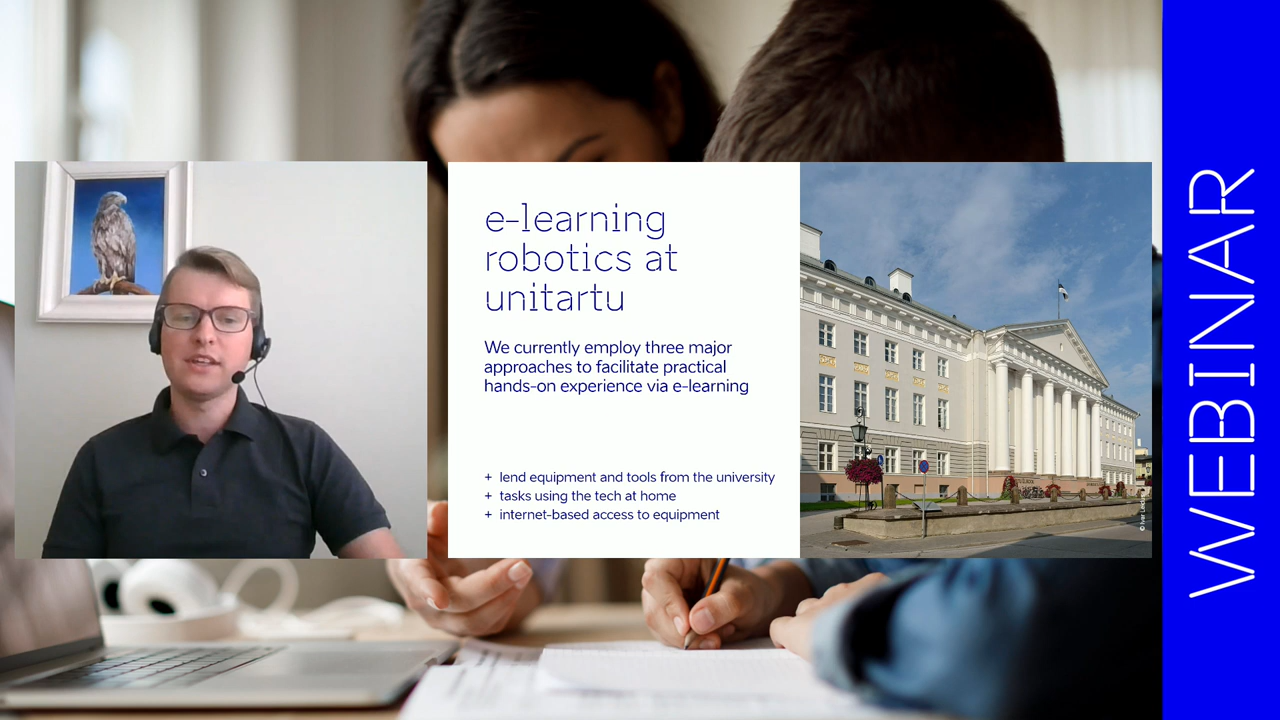 e-learning
robotics at
unitartu
We currently employ three major
approaches to facilitate practical
hands-on experience via e-learning
+ lend equipment and tools from the university
+ tasks using the tech at home
+ internet-based access to equipment
WEBINAR